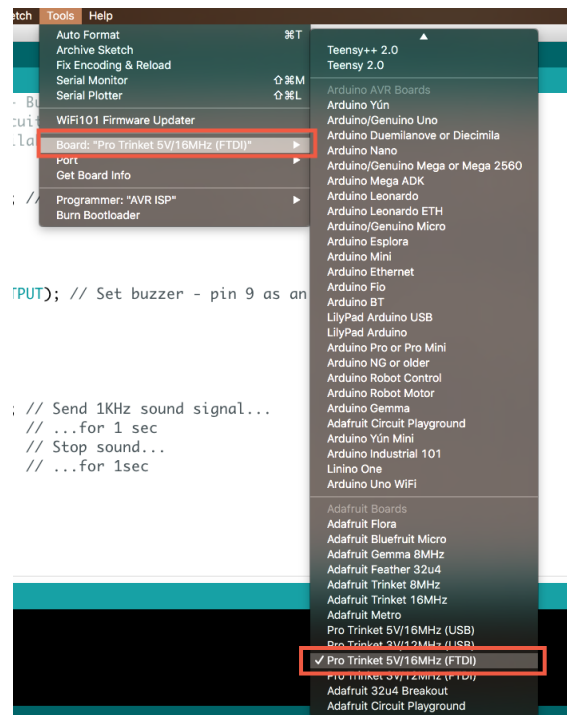 etch Tools Help
Auto Format ⌘T
Archive Sketch
Fix Encoding & Reload
Serial Monitor ⇧⌘M
Serial Plotter ⇧⌘L
WiFi101 Firmware Updater
Board: "Pro Trinket 5V/16MHz (FTDI)"
Port
Get Board Info
Programmer: "AVR ISP"
Burn Bootloader
- Bu
cuit
; //
TPUT); // Set buzzer - pin 9 as an
; // Send 1KHz sound signal...
// ...for 1 sec
// Stop sound...
// ...for 1sec
Teensy++ 2.0
Teensy 2.0
Arduino AVR Boards
Arduino Yún
Arduino/Genuino Uno
Arduino Duemilanove or Diecimila
Arduino Nano
Arduino/Genuino Mega or Mega 2560
Arduino Mega ADK
Arduino Leonardo
Arduino Leonardo ETH
Arduino/Genuino Micro
Arduino Esplora
Arduino Mini
Arduino Ethernet
Arduino Fio
Arduino BT
LilyPad Arduino USB
LilyPad Arduino
Arduino Pro or Pro Mini
Arduino NG or older
Arduino Robot Control
Arduino Robot Motor
Arduino Gemma
Adafruit Circuit Playground
Arduino Yún Mini
Arduino Industrial 101
Linino One
Arduino Uno WiFi
Adafruit Boards
Adafruit Flora
Adafruit Bluefruit Micro
Adafruit Gemma 8MHz
Adafruit Feather 32u4
Adafruit Trinket 8MHz
Adafruit Trinket 16MHz
Adafruit Metro
Pro Trinket 5V/16MHz (USB)
Pro Trinket 3V/12MHz (USB)
✓ Pro Trinket 5V/16MHz (FTDI)
Pro Trinket 3V/12MHz (FTDI)
Adafruit 32u4 Breakout
Adafruit Circuit Playground